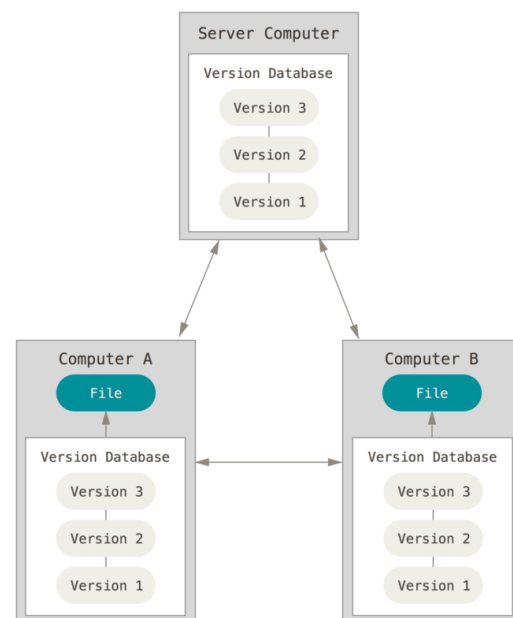 Server Computer
Version Database
Version 3
Version 2
Version 1
Computer A
File
Version Database
Version 3
Version 2
Version 1
Computer B
File
Version Database
Version 3
Version 2
Version 1